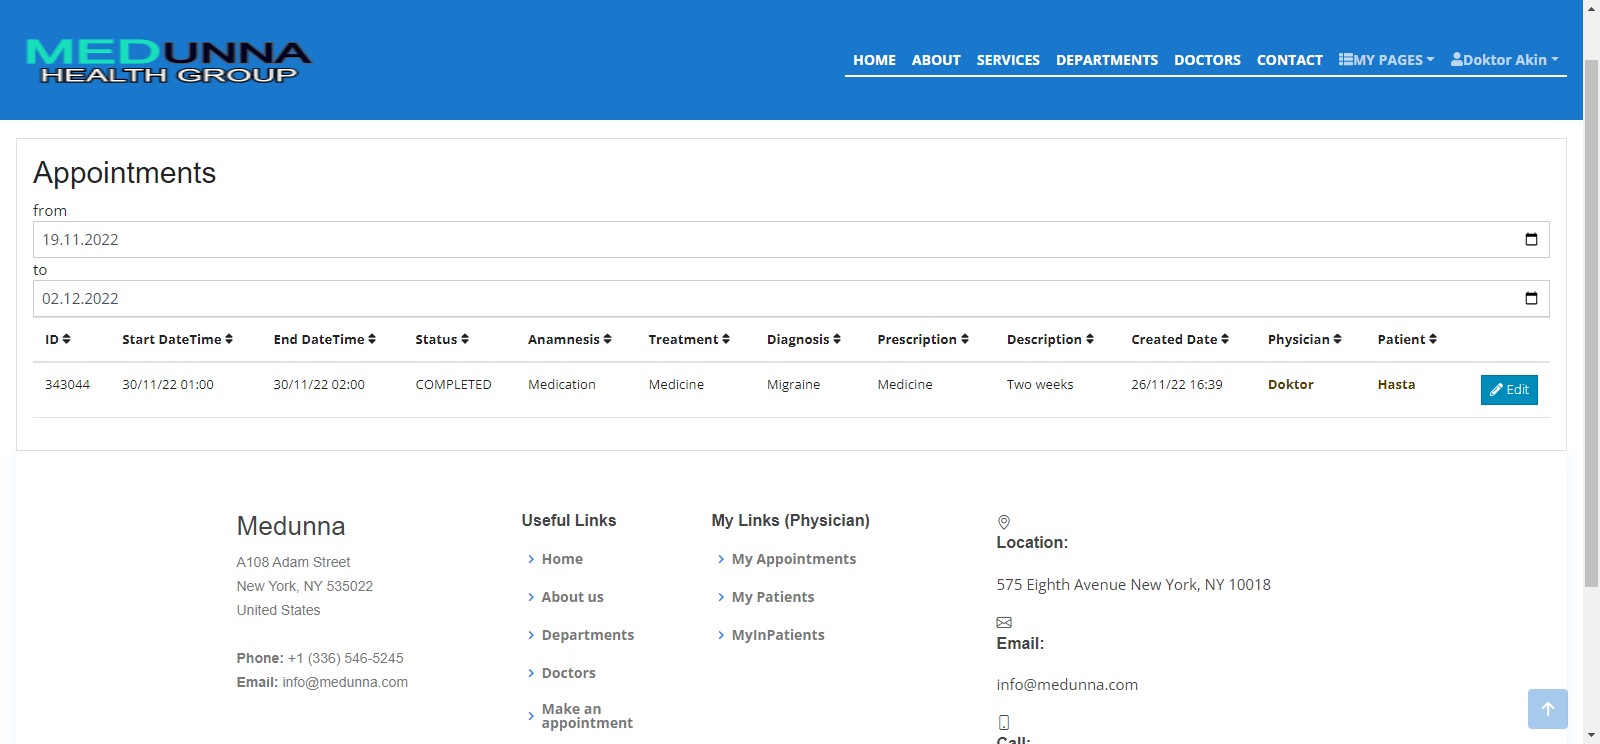 MEDUNNA
HEALTH GROUP
HOME ABOUT SERVICES DEPARTMENTS DOCTORS CONTACT MY PAGES Doktor Akin
Appointments
from
19.11.2022
to
02.12.2022
ID Start DateTime End DateTime Status Anamnesis Treatment Diagnosis Prescription Description Created Date Physician Patient
343044 30/11/22 01:00 30/11/22 02:00 COMPLETED Medication Medicine Migraine Medicine Two weeks 26/11/22 16:39 Doktor Hasta Edit
Medunna
A108 Adam Street
New York, NY 535022
United States
Phone: +1 (336) 546-5245
Email: info@medunna.com
Useful Links
Home
About us
Departments
Doctors
Make an
appointment
My Links (Physician)
My Appointments
My Patients
MyInPatients
Location:
575 Eighth Avenue New York, NY 10018
Email:
info@medunna.com
Call: